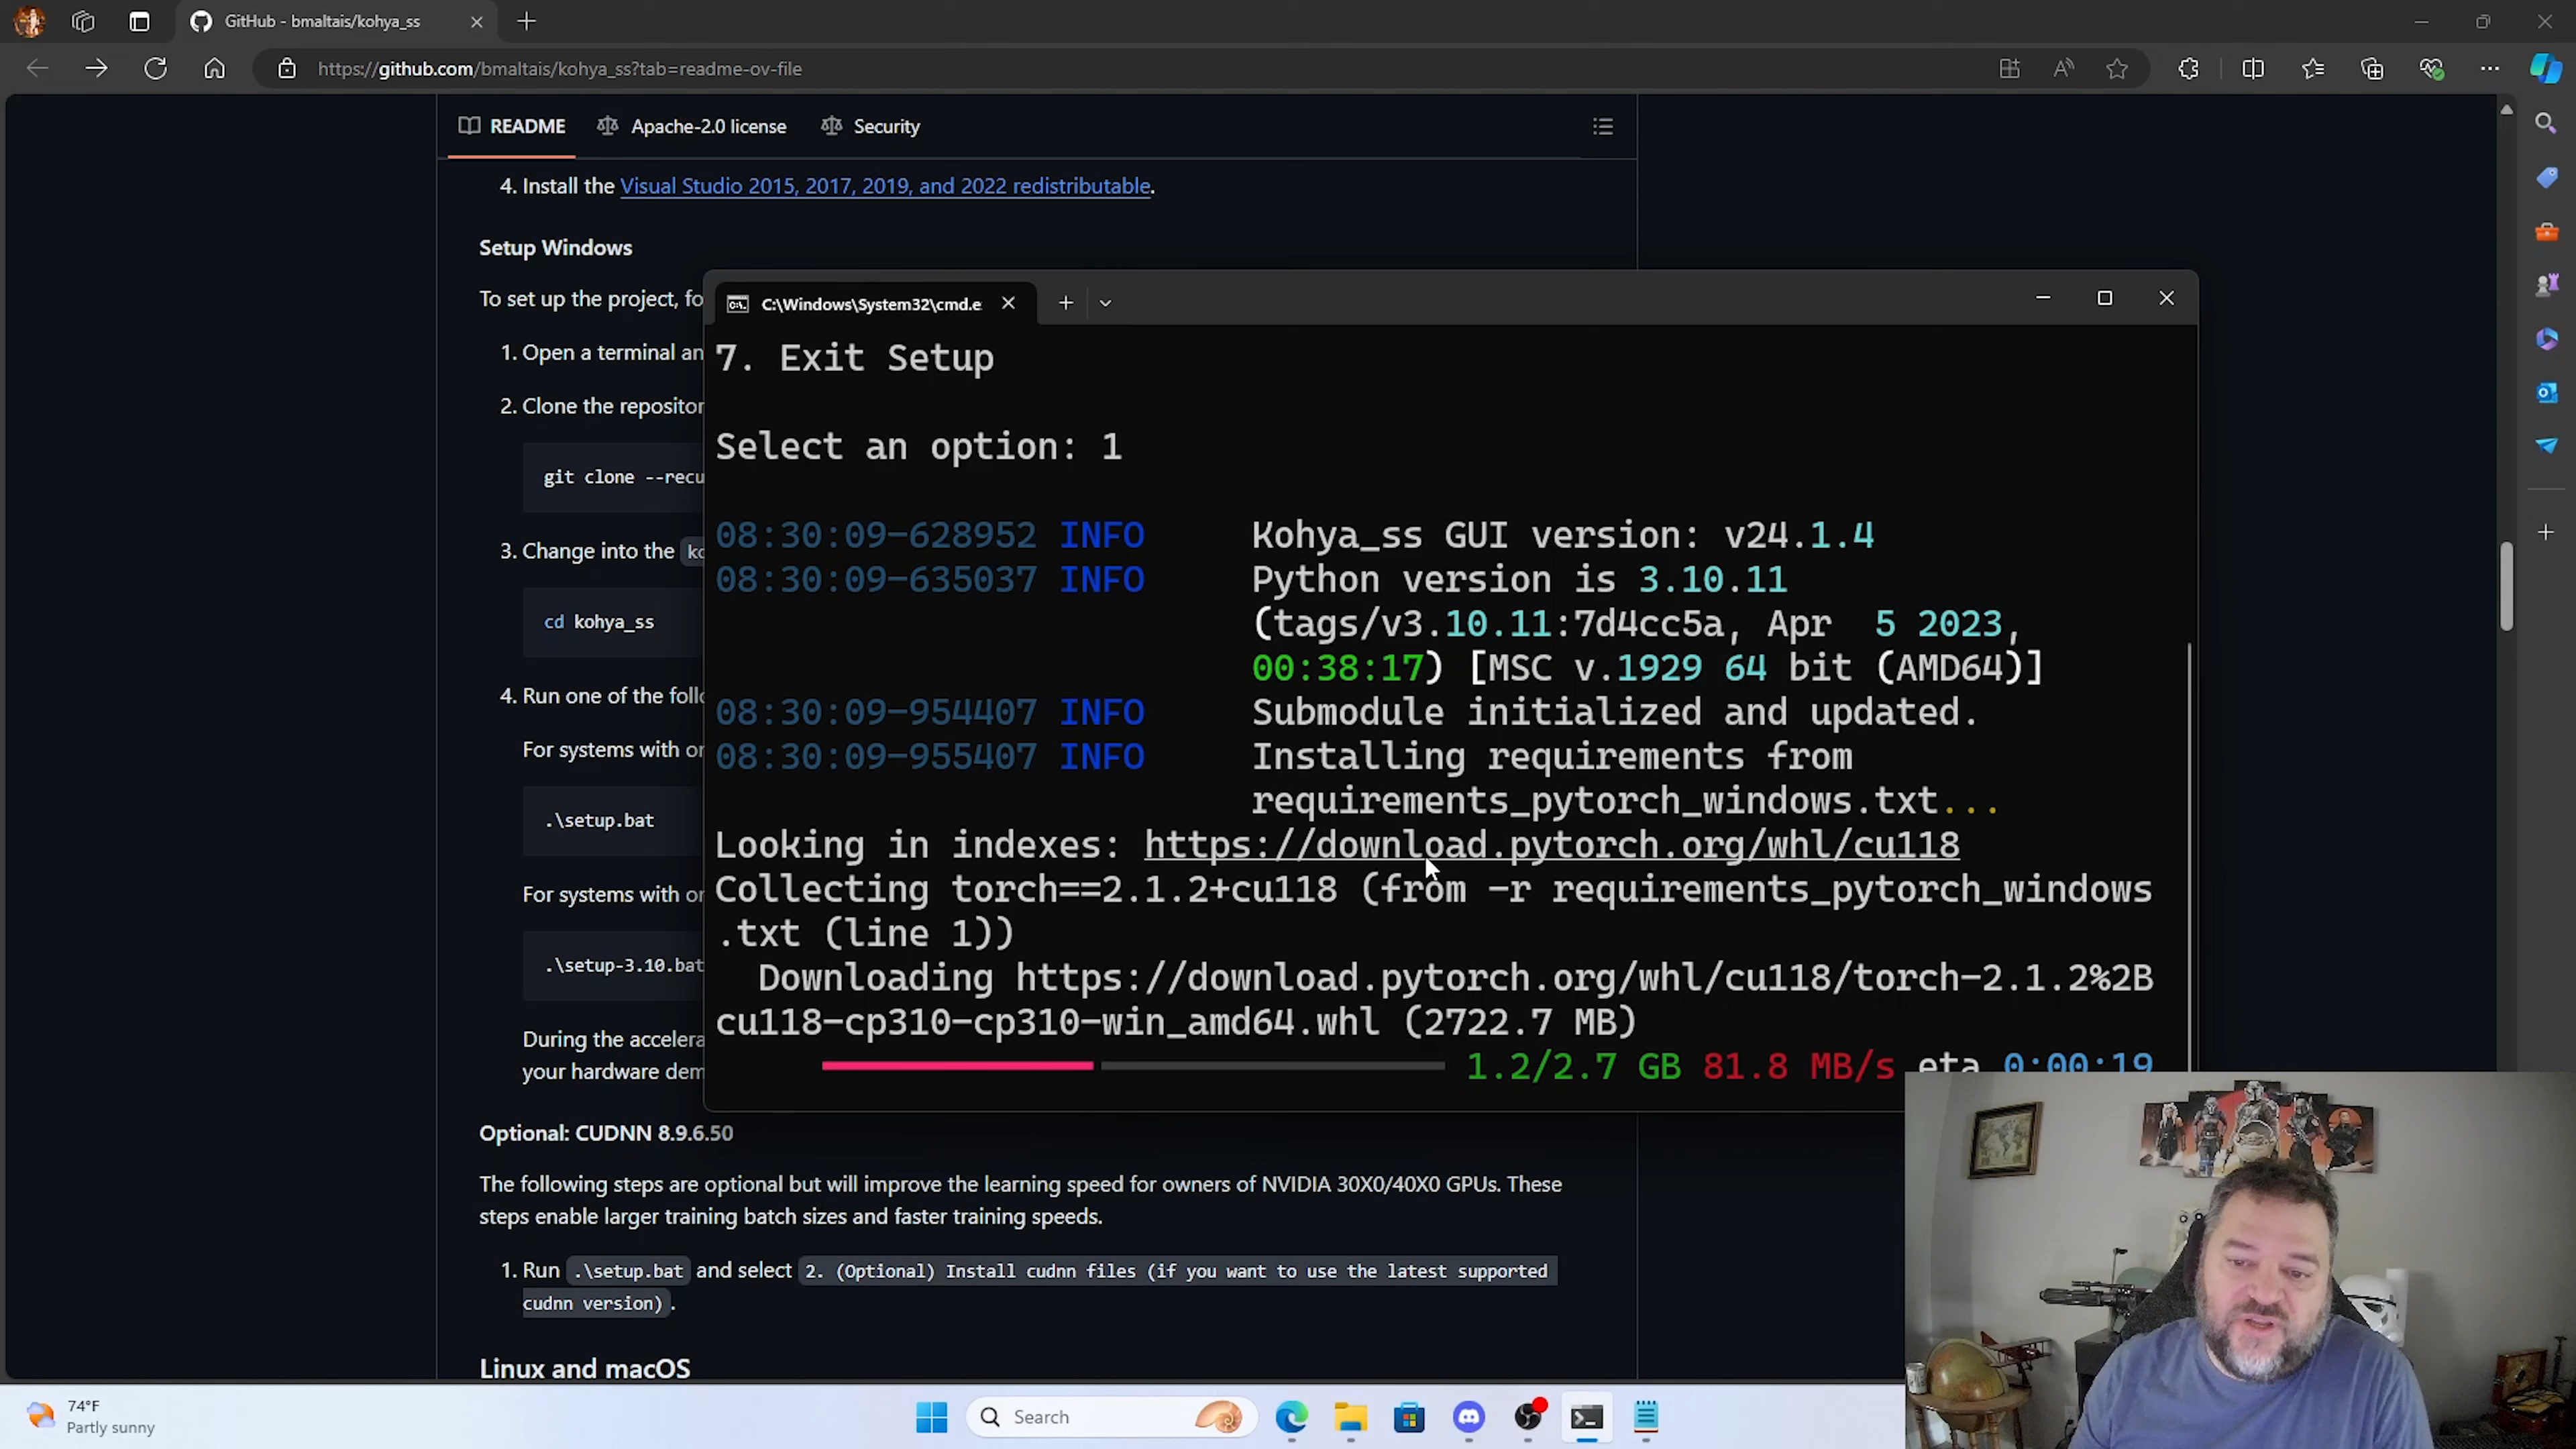 GitHub - bmaltais/kohya_ss
https://github.com/bmaltais/kohya_ss?tab=readme-ov-file
README
Apache-2.0 license
Security
4. Install the Visual Studio 2015, 2017, 2019, and 2022 redistributable.
Setup Windows
To set up the project, fo
1. Open a terminal an
2. Clone the repositor
git clone --recu
3. Change into the ko
cd kohya_ss
4. Run one of the follo
For systems with or
.\setup.bat
For systems with or
.\setup-3.10.bat
During the accelera
your hardware dem
C:\Windows\System32\cmd.e
7. Exit Setup
Select an option: 1
08:30:09-628952 INFO Kohya_ss GUI version: v24.1.4
08:30:09-635037 INFO Python version is 3.10.11
(tags/v3.10.11:7d4cc5a, Apr 5 2023,
00:38:17) [MSC v.1929 64 bit (AMD64)]
08:30:09-954407 INFO Submodule initialized and updated.
08:30:09-955407 INFO Installing requirements from
requirements_pytorch_windows.txt...
Looking in indexes: https://download.pytorch.org/whl/cu118
Collecting torch==2.1.2+cu118 (from -r requirements_pytorch_windows
.txt (line 1))
Downloading https://download.pytorch.org/whl/cu118/torch-2.1.2%2B
cu118-cp310-cp310-win_amd64.whl (2722.7 MB)
1.2/2.7 GB 81.8 MB/s eta 0:00:19
Optional: CUDNN 8.9.6.50
The following steps are optional but will improve the learning speed for owners of NVIDIA 30X0/40X0 GPUs. These
steps enable larger training batch sizes and faster training speeds.
1. Run .\setup.bat and select 2. (Optional) Install cudnn files (if you want to use the latest supported
cudnn version).
Linux and macOS
74°F
Partly sunny
Search